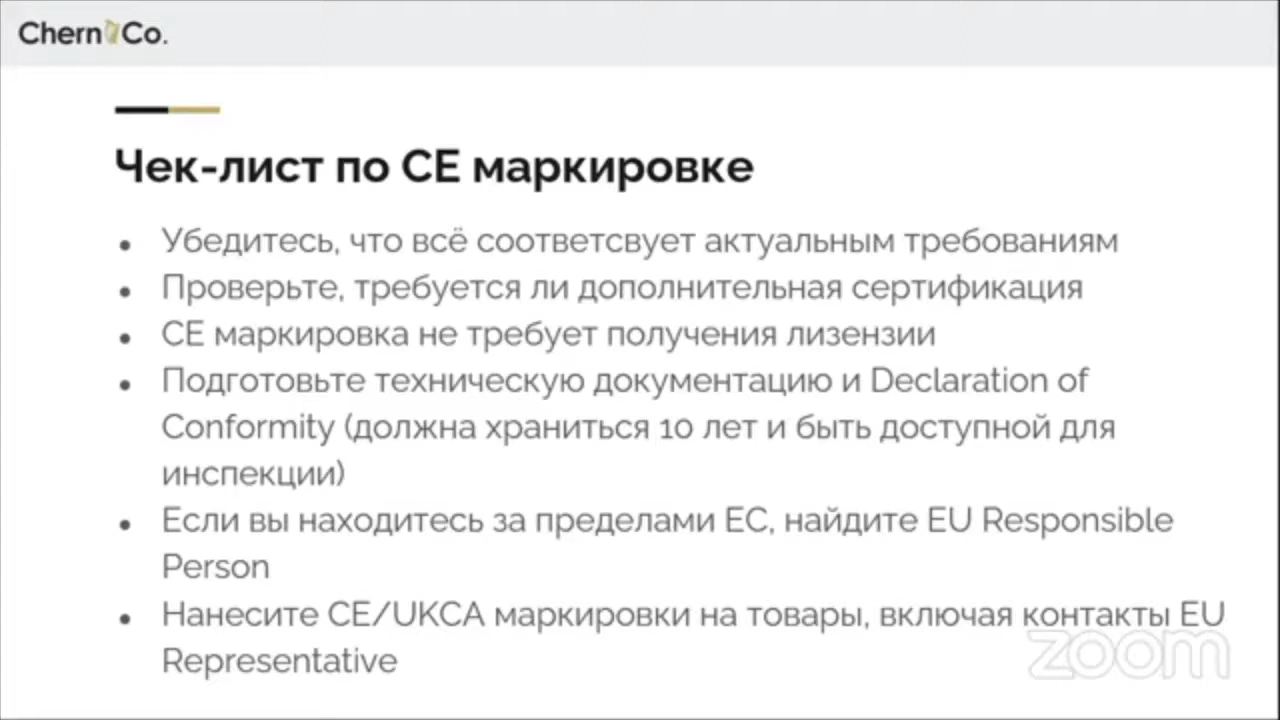 Chern Co.
Чек-лист по CE маркировке
• Убедитесь, что всё соответсвует актуальным требованиям
• Проверьте, требуется ли дополнительная сертификация
• CE маркировка не требует получения лизензии
• Подготовьте техническую документацию и Declaration of
Conformity (должна храниться 10 лет и быть доступной для
инспекции)
• Если вы находитесь за пределами ЕС, найдите EU Responsible
Person
• Нанесите CE/UKCA маркировки на товары, включая контакты EU
Representative
zoom